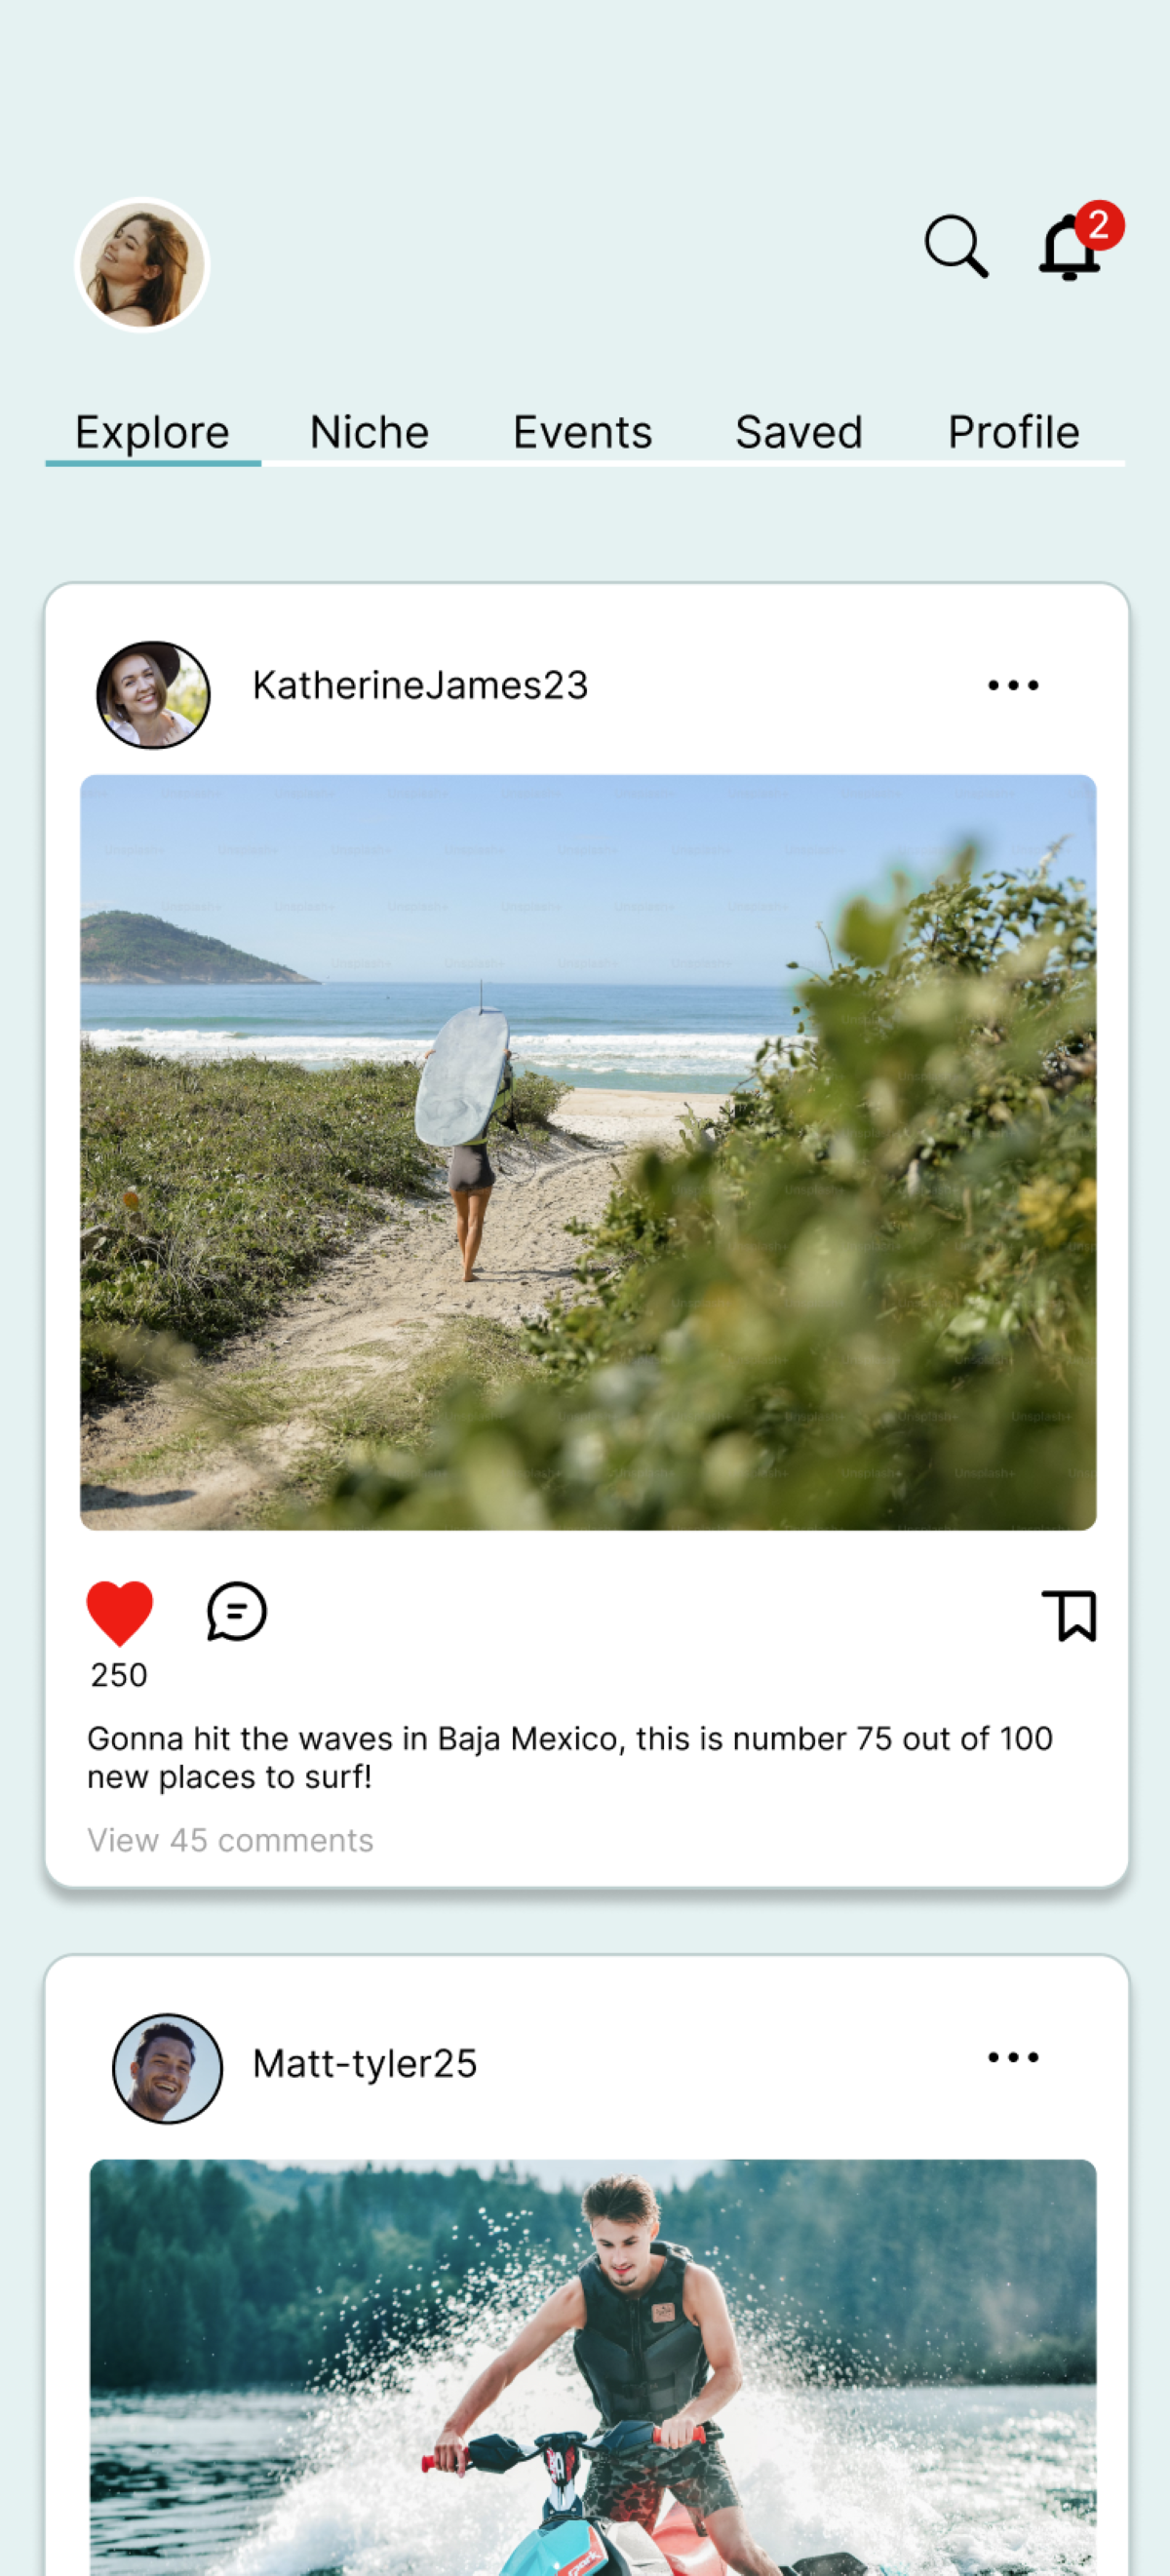 2
Explore Niche Events Saved Profile
KatherineJames23
Unsplash+
250
Gonna hit the waves in Baja Mexico, this is number 75 out of 100
new places to surf!
View 45 comments
Matt-tyler25